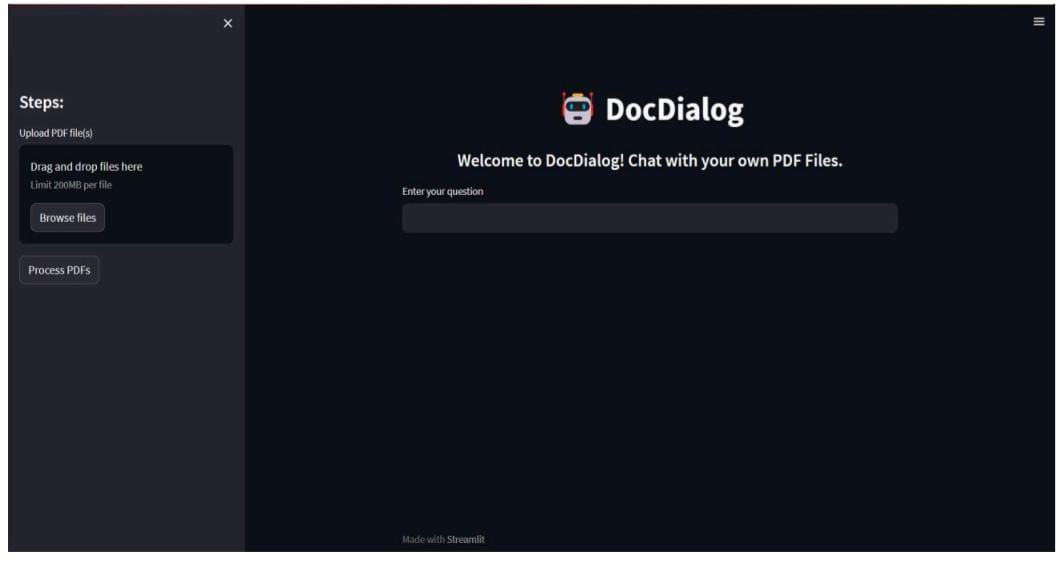 Steps:
Upload PDF file(s)
Drag and drop files here
Limit 200MB per file
Browse files
Process PDFs
DocDialog
Welcome to DocDialog! Chat with your own PDF Files.
Enter your question
Made with Streamlit